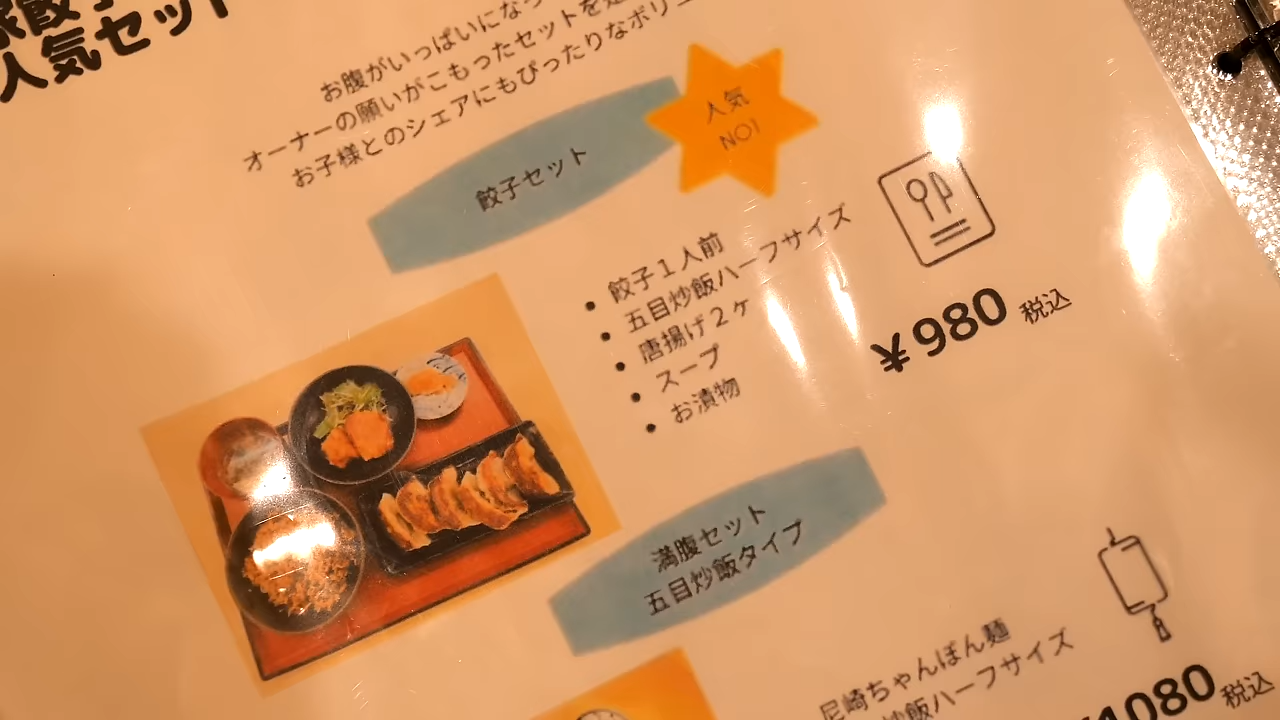 餃子
人気セット
お腹がいっぱいになっ
オーナーの願いがこもったセットを
お子様とのシェアにもぴったりなボリュ
餃子セット
人気
NO1
餃子１人前
五目炒飯ハーフサイズ
唐揚げ２ヶ
スープ
お漬物
¥980 税込
満腹セット
五目炒飯タイプ
尼崎ちゃんぽん麺
炒飯ハーフサイズ
¥1080 税込